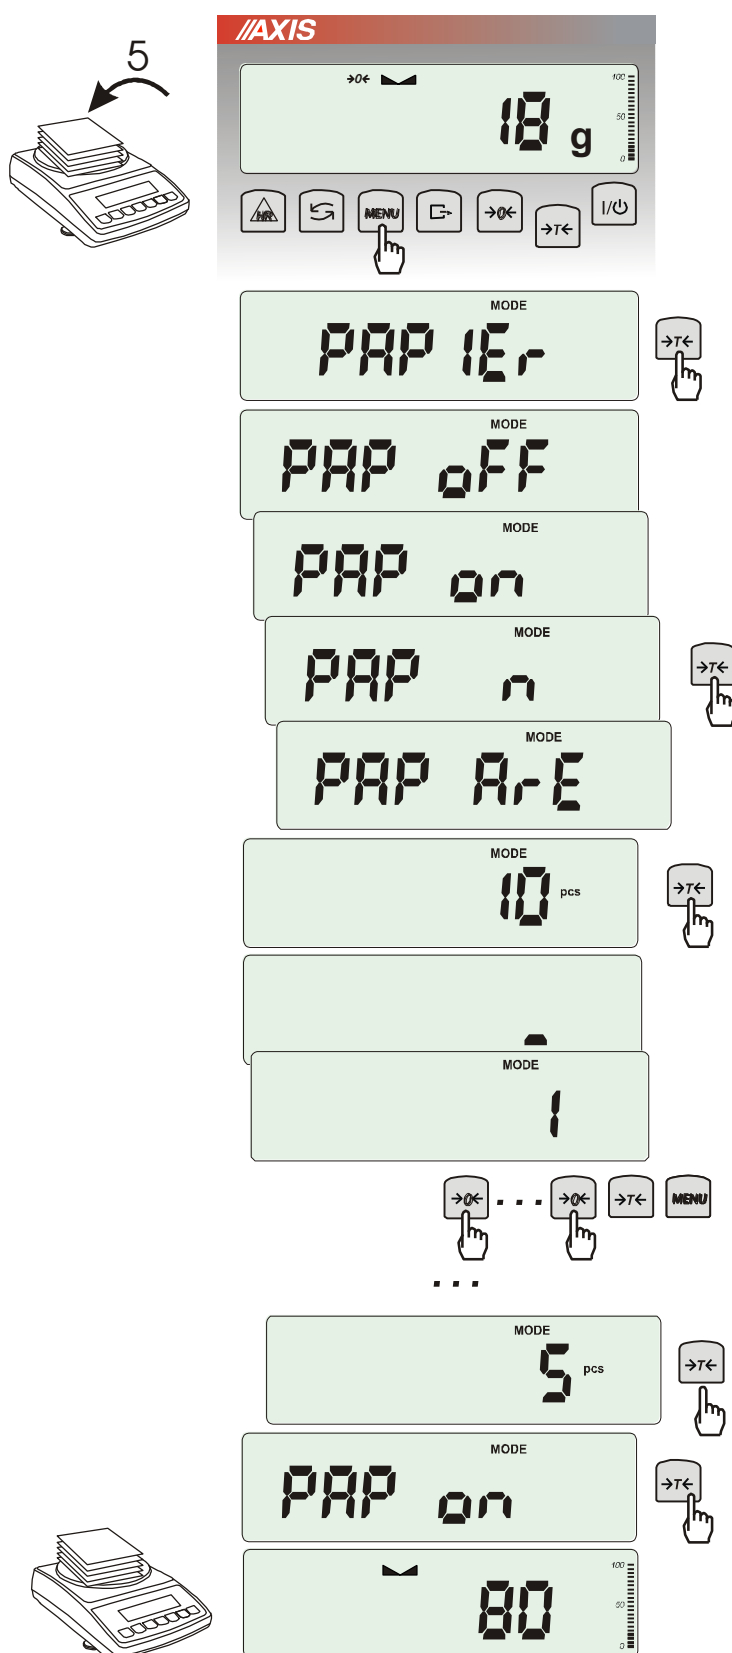 //AXIS
5
→0←
100
50
0
18 g
HR
MENU
→0←
→T←
I/⏻
MODE
PAPIEr
→T←
MODE
PAP oFF
MODE
PAP on
MODE
PAP n
→T←
MODE
PAP ArE
MODE
10 pcs
→T←
_
MODE
1
→0← . . . →0← →T← MENU
. . .
MODE
5 pcs
→T←
MODE
PAP on
→T←
100
50
0
80